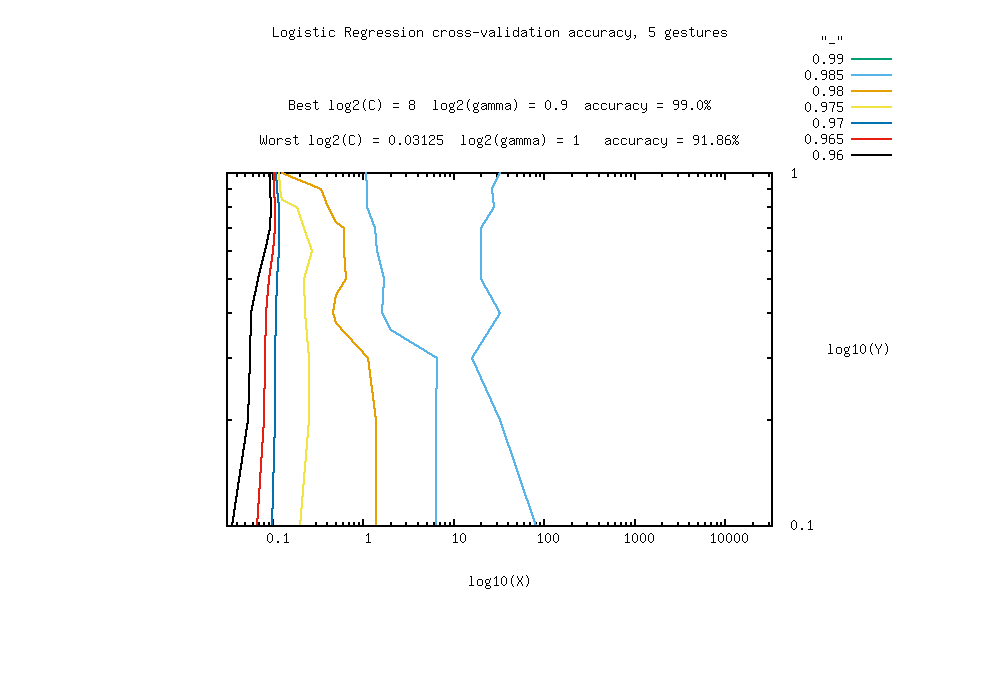 Logistic Regression cross-validation accuracy, 5 gestures
"_"
0.99
0.985
0.98
0.975
0.97
0.965
0.96
Best log2(C) = 8  log2(gamma) = 0.9  accuracy = 99.0%
Worst log2(C) = 0.03125  log2(gamma) = 1   accuracy = 91.86%
1
log10(Y)
0.1
0.1 1 10 100 1000 10000
log10(X)